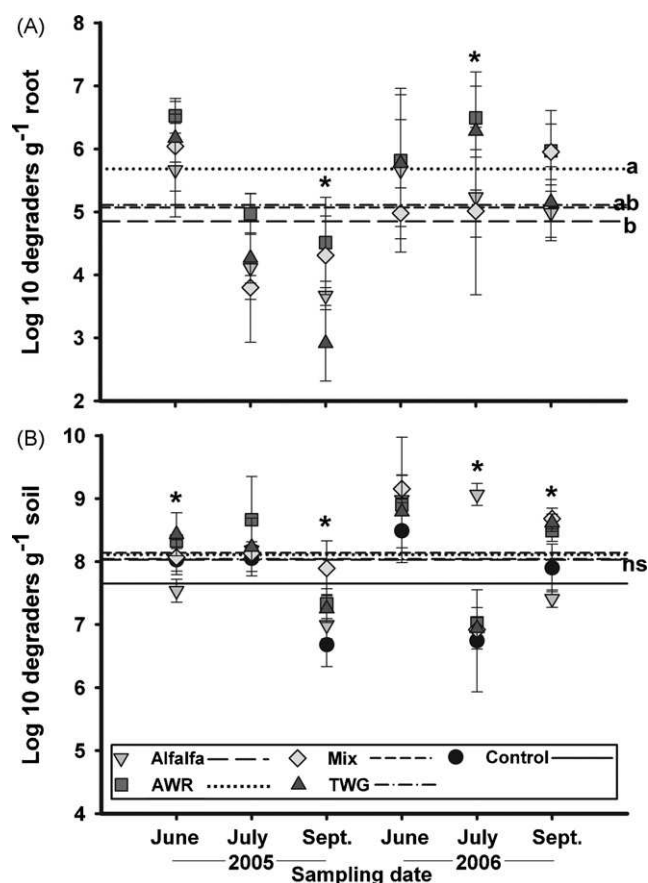 (A)
Log 10 degraders g-1 root
8
7
6
5
4
3
2
*
*
a
ab
b
(B)
Log 10 degraders g-1 soil
10
9
8
7
6
5
4
*
*
*
*
ns
Alfalfa Mix Control
AWR TWG
June July Sept. June July Sept.
2005 2006
Sampling date